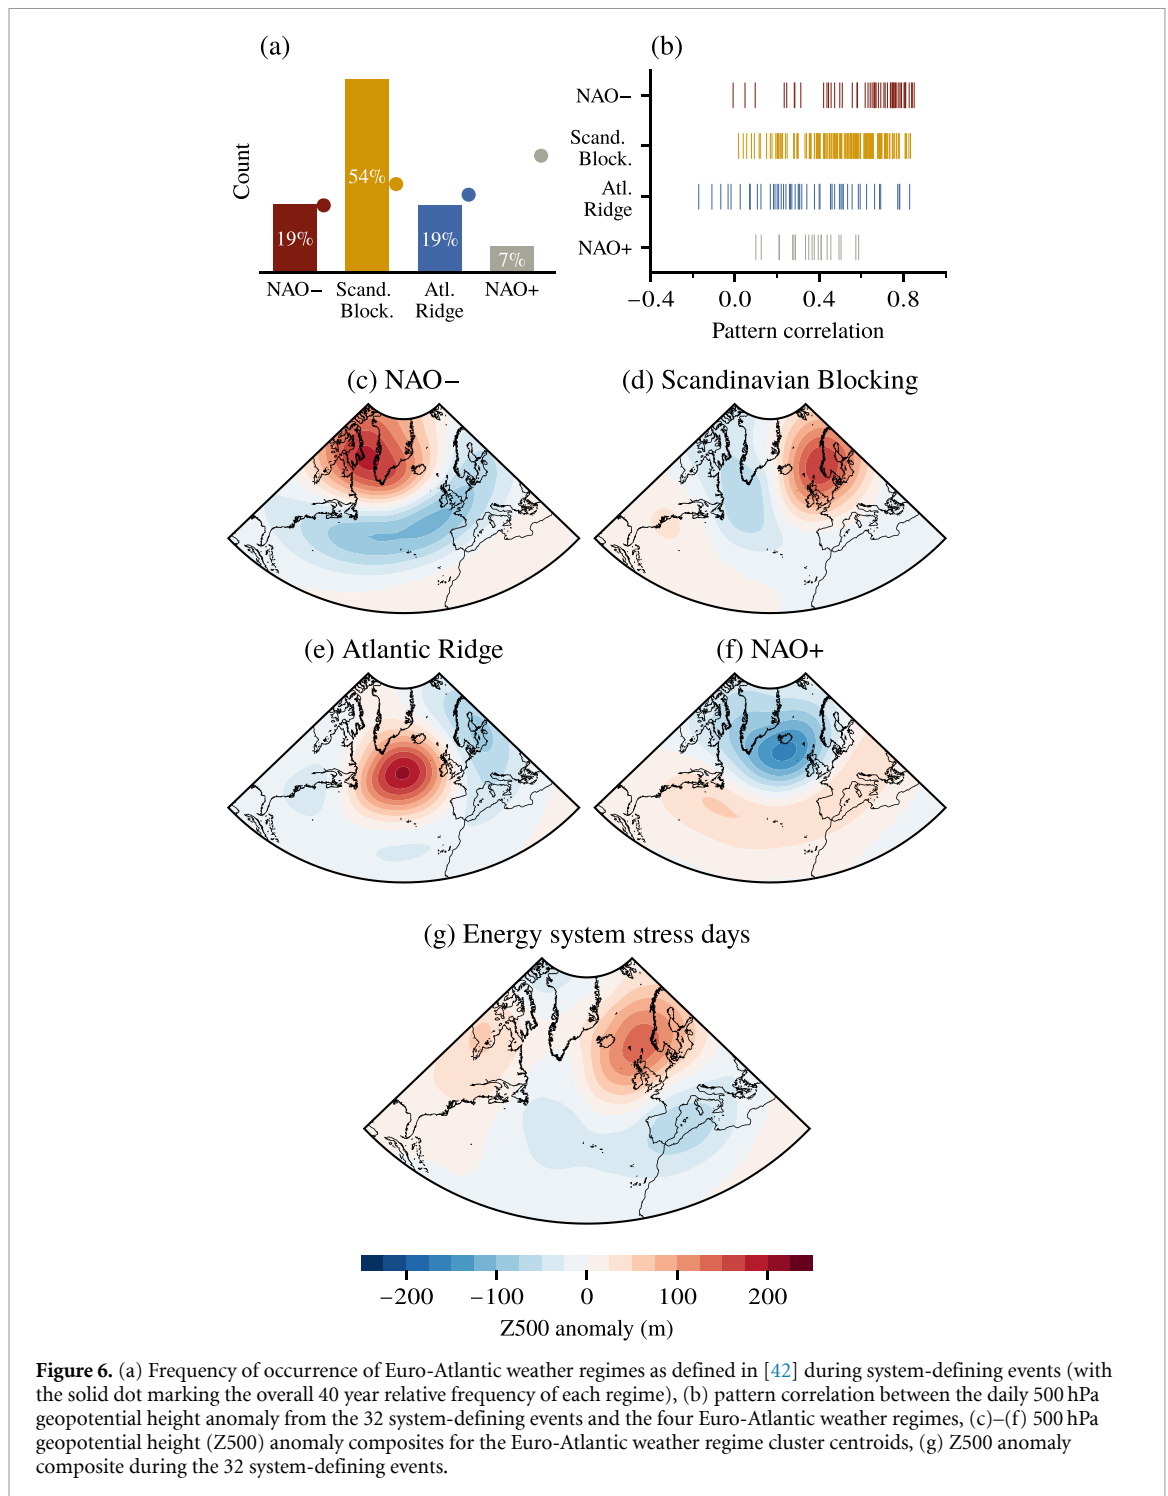 (a)
Count
54%
19%
19%
7%
NAO−
Scand.
Block.
Atl.
Ridge
NAO+
(b)
NAO−
Scand.
Block.
Atl.
Ridge
NAO+
−0.4
0.0
0.4
0.8
Pattern correlation
(c) NAO−
(d) Scandinavian Blocking
(e) Atlantic Ridge
(f) NAO+
(g) Energy system stress days
−200
−100
0
100
200
Z500 anomaly (m)
Figure 6. (a) Frequency of occurrence of Euro-Atlantic weather regimes as defined in [42] during system-defining events (with
the solid dot marking the overall 40 year relative frequency of each regime), (b) pattern correlation between the daily 500 hPa
geopotential height anomaly from the 32 system-defining events and the four Euro-Atlantic weather regimes, (c)–(f) 500 hPa
geopotential height (Z500) anomaly composites for the Euro-Atlantic weather regime cluster centroids, (g) Z500 anomaly
composite during the 32 system-defining events.